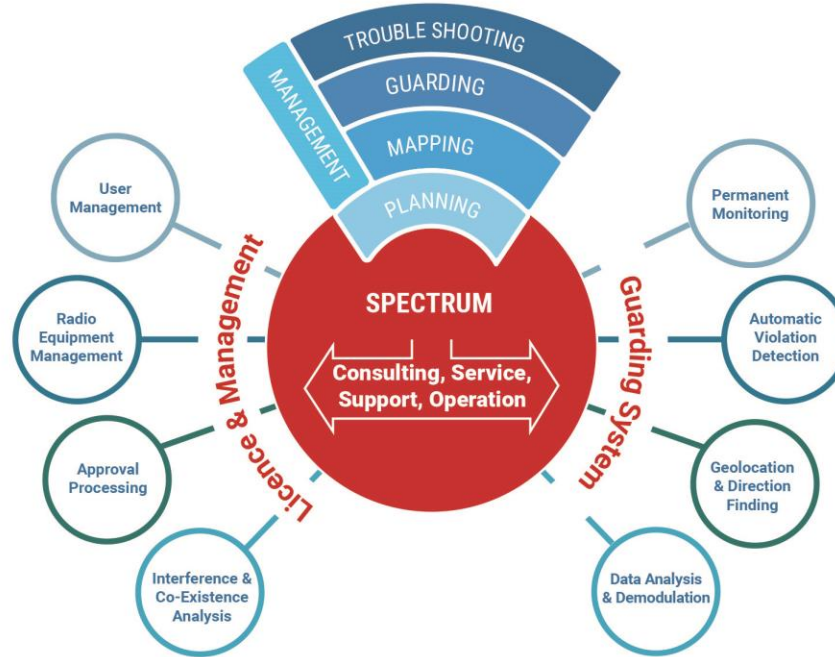 TROUBLE SHOOTING
GUARDING
MAPPING
PLANNING
MANAGEMENT
SPECTRUM
Consulting, Service,
Support, Operation
Licence & Management
User
Management
Radio
Equipment
Management
Approval
Processing
Interference &
Co-Existence
Analysis
Guarding System
Permanent
Monitoring
Automatic
Violation
Detection
Geolocation
& Direction
Finding
Data Analysis
& Demodulation